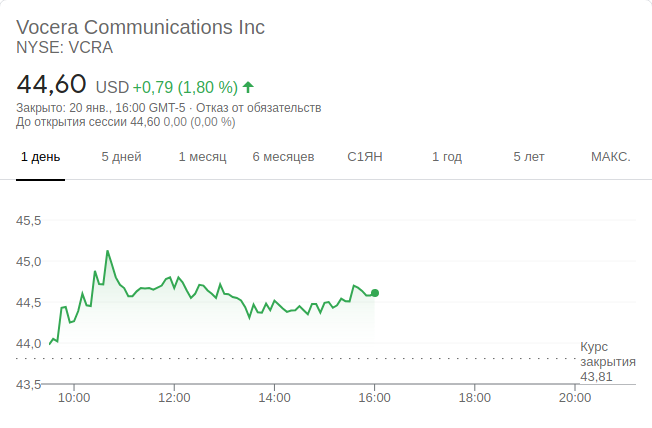 Vocera Communications Inc
NYSE: VCRA
44,60 USD +0,79 (1,80 %)
Закрыто: 20 янв., 16:00 GMT-5 · Отказ от обязательств
До открытия сессии 44,60 0,00 (0,00 %)
1 день 5 дней 1 месяц 6 месяцев С1ЯН 1 год 5 лет МАКС.
45,5
45,0
44,5
44,0
Курс
закрытия
43,81
43,5
10:00 12:00 14:00 16:00 18:00 20:00